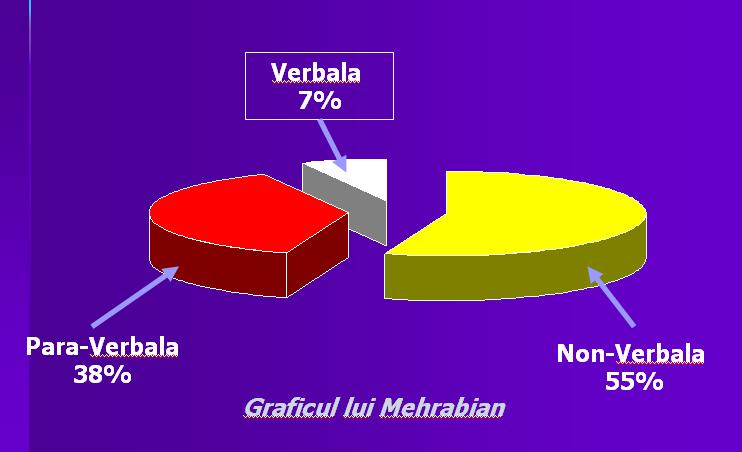 Verbala
7%
Para-Verbala
38%
Non-Verbala
55%
Graficul lui Mehrabian